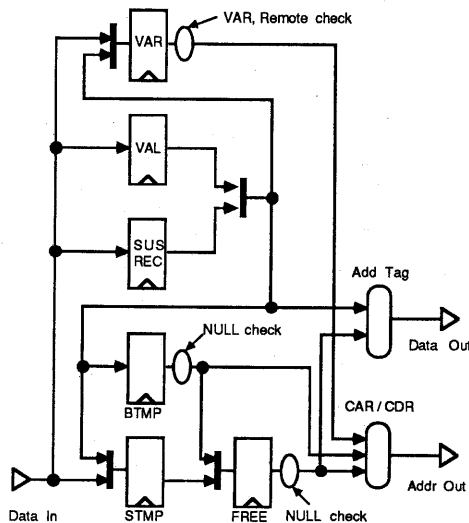 VAR, Remote check
VAR
VAL
SUS
REC
Add Tag
Data Out
NULL check
BTMP
CAR / CDR
Addr Out
Data In
STMP
FREE
NULL check